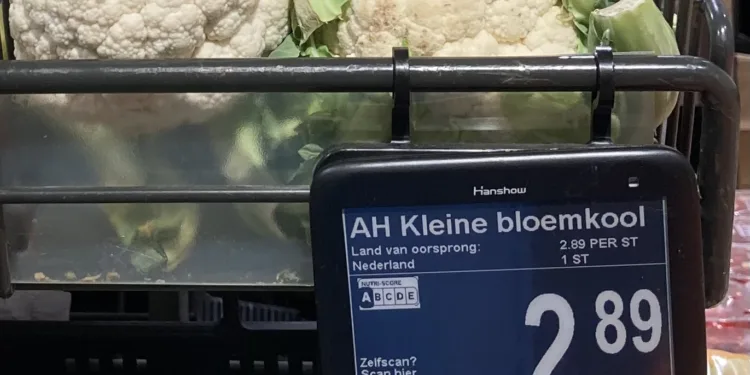 Hanshow
AH Kleine bloemkool
Land van oorsprong: 2.89 PER ST
Nederland 1 ST
NUTRI-SCORE
A B C D E
2 89
Zelfscan?
Scan hier